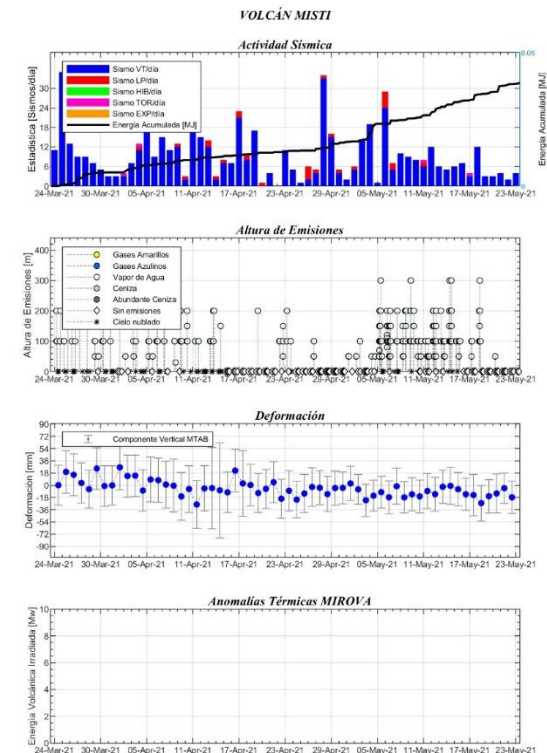 VOLCÁN MISTI
Actividad Sísmica
Estadística [Sismos/día]
30
24
18
12
6
0
Sismo VT/día
Sismo LP/día
Sismo HIB/día
Sismo TOR/día
Sismo EXP/día
Energía Acumulada [MJ]
0.05
0
Energía Acumulada [MJ]
24-Mar-21 30-Mar-21 05-Apr-21 11-Apr-21 17-Apr-21 23-Apr-21 29-Apr-21 05-May-21 11-May-21 17-May-21 23-May-21
Altura de Emisiones
Altura de Emisiones [m]
400
300
200
100
0
Gases Amarillos
Gases Azulinos
Vapor de Agua
Ceniza
Abundante Ceniza
Sin emisiones
Cielo nublado
24-Mar-21 30-Mar-21 05-Apr-21 11-Apr-21 17-Apr-21 23-Apr-21 29-Apr-21 05-May-21 11-May-21 17-May-21 23-May-21
Deformación
Deformación [mm]
90
72
54
36
18
0
-18
-36
-54
-72
-90
Componente Vertical MTAB
24-Mar-21 30-Mar-21 05-Apr-21 11-Apr-21 17-Apr-21 23-Apr-21 29-Apr-21 05-May-21 11-May-21 17-May-21 23-May-21
Anomalías Térmicas MIROVA
Energía Volcánica Irradiada [Mw]
10
8
6
4
2
0
24-Mar-21 30-Mar-21 05-Apr-21 11-Apr-21 17-Apr-21 23-Apr-21 29-Apr-21 05-May-21 11-May-21 17-May-21 23-May-21